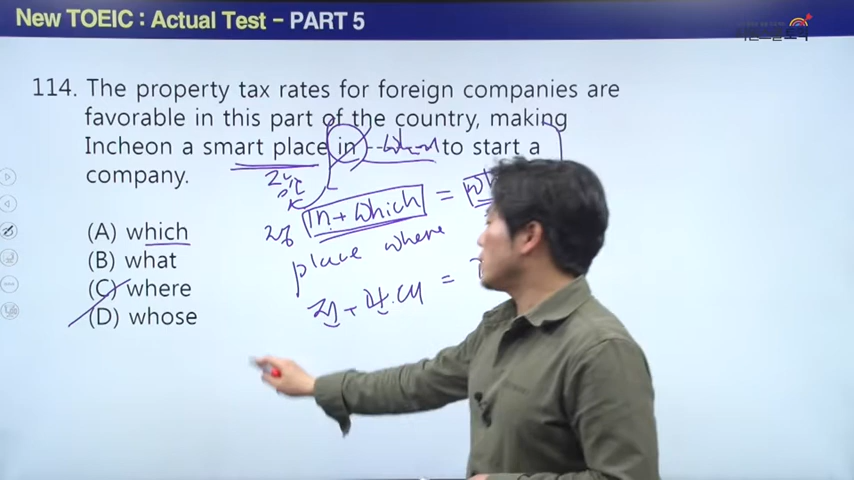 New TOEIC : Actual Test – PART 5
114. The property tax rates for foreign companies are
favorable in this part of the country, making
Incheon a smart place in to start a
company.
in + which =
place where
(A) which
(B) what
(C) where
(D) whose